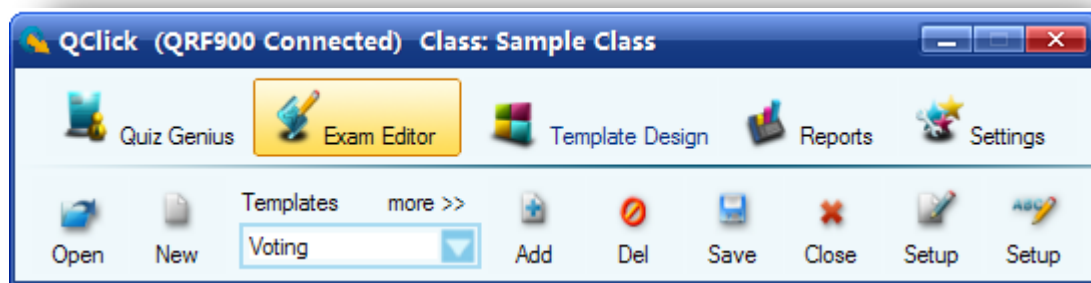 QClick (QRF900 Connected) Class: Sample Class
Quiz Genius Exam Editor Template Design Reports Settings
Templates more >>
Voting
Open New Add Del Save Close Setup Setup
ABC